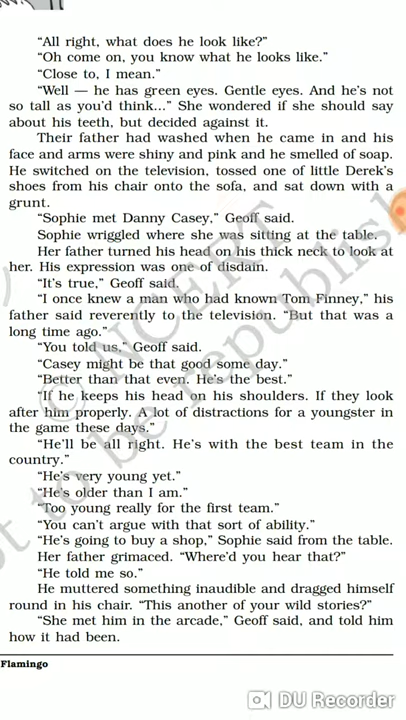 "All right, what does he look like?"
"Oh come on, you know what he looks like."
"Close to, I mean."
"Well — he has green eyes. Gentle eyes. And he's not
so tall as you'd think..." She wondered if she should say
about his teeth, but decided against it.
Their father had washed when he came in and his
face and arms were shiny and pink and he smelled of soap.
He switched on the television, tossed one of little Derek's
shoes from his chair onto the sofa, and sat down with a
grunt.
"Sophie met Danny Casey," Geoff said.
Sophie wriggled where she was sitting at the table.
Her father turned his head on his thick neck to look at
her. His expression was one of disdain.
"It's true," Geoff said.
"I once knew a man who had known Tom Finney," his
father said reverently to the television. "But that was a
long time ago."
"You told us," Geoff said.
"Casey might be that good some day."
"Better than that even. He's the best."
"If he keeps his head on his shoulders. If they look
after him properly. A lot of distractions for a youngster in
the game these days."
"He'll be all right. He's with the best team in the
country."
"He's very young yet."
"He's older than I am."
"Too young really for the first team."
"You can't argue with that sort of ability."
"He's going to buy a shop," Sophie said from the table.
Her father grimaced. "Where'd you hear that?"
"He told me so."
He muttered something inaudible and dragged himself
round in his chair. "This another of your wild stories?"
"She met him in the arcade," Geoff said, and told him
how it had been.
Flamingo
DU Recorder
© NCERT
not to be republish